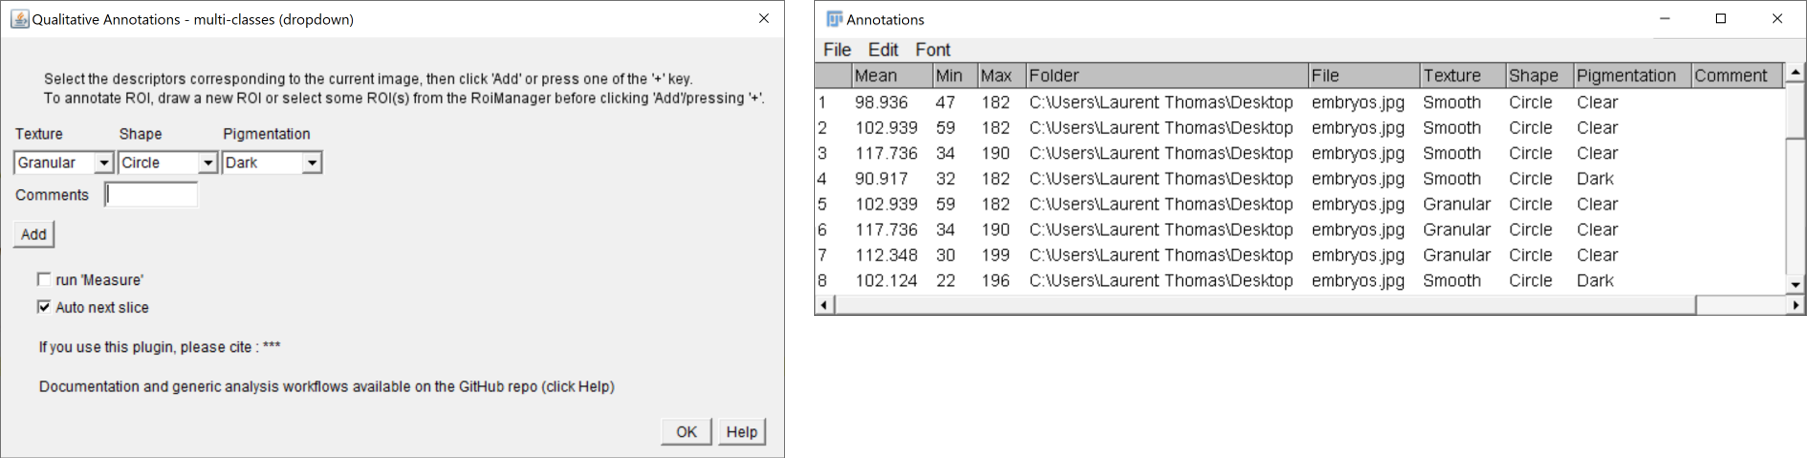 Qualitative Annotations - multi-classes (dropdown)
Select the descriptors corresponding to the current image, then click 'Add' or press one of the '+' key.
To annotate ROI, draw a new ROI or select some ROI(s) from the RoiManager before clicking 'Add'/pressing '+'.
Texture Shape Pigmentation
Granular Circle Dark
Comments
Add
run 'Measure'
Auto next slice
If you use this plugin, please cite : ***
Documentation and generic analysis workflows available on the GitHub repo (click Help)
OK Help
Annotations
File Edit Font
Mean Min Max Folder File Texture Shape Pigmentation Comment
1 98.936 47 182 C:\Users\Laurent Thomas\Desktop embryos.jpg Smooth Circle Clear
2 102.939 59 182 C:\Users\Laurent Thomas\Desktop embryos.jpg Smooth Circle Clear
3 117.736 34 190 C:\Users\Laurent Thomas\Desktop embryos.jpg Smooth Circle Clear
4 90.917 32 182 C:\Users\Laurent Thomas\Desktop embryos.jpg Smooth Circle Dark
5 102.939 59 182 C:\Users\Laurent Thomas\Desktop embryos.jpg Granular Circle Clear
6 117.736 34 190 C:\Users\Laurent Thomas\Desktop embryos.jpg Granular Circle Clear
7 112.348 30 199 C:\Users\Laurent Thomas\Desktop embryos.jpg Granular Circle Clear
8 102.124 22 196 C:\Users\Laurent Thomas\Desktop embryos.jpg Smooth Circle Dark